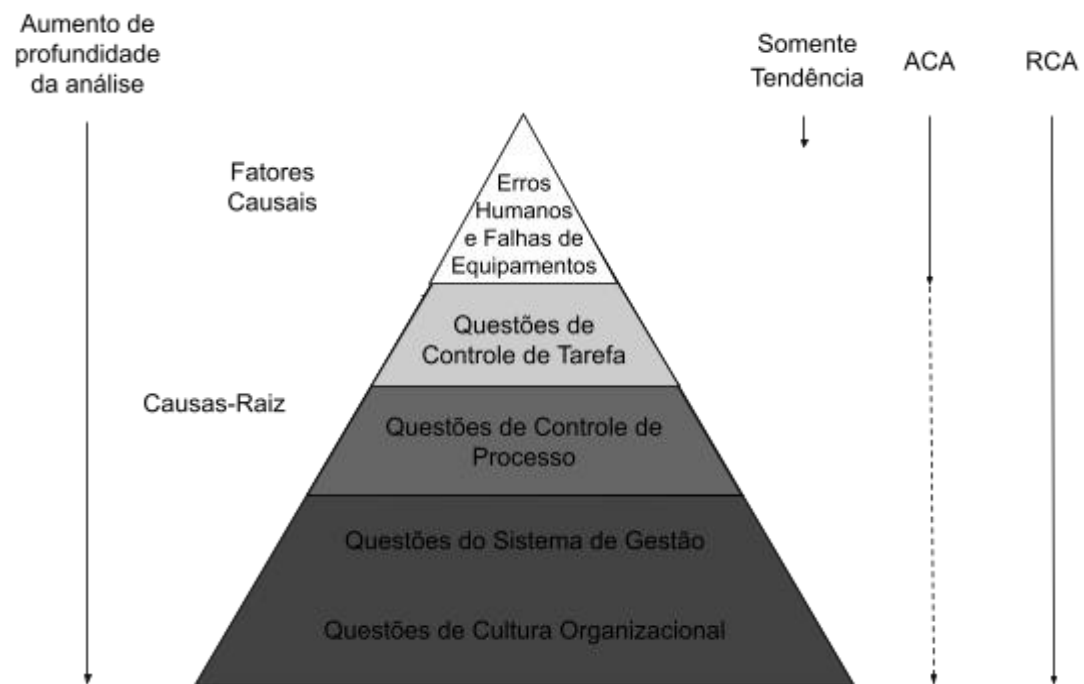 Aumento de
profundidade
da análise
Somente
Tendência
ACA
RCA
Fatores
Causais
Erros
Humanos
e Falhas de
Equipamentos
Questões de
Controle de Tarefa
Causas-Raiz
Questões de Controle de
Processo
Questões do Sistema de Gestão
Questões de Cultura Organizacional